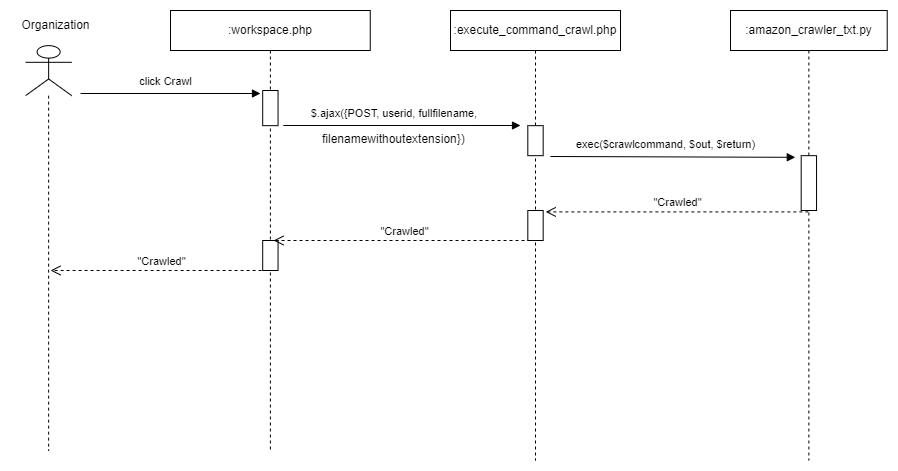 Organization
:workspace.php
:execute_command_crawl.php
:amazon_crawler_txt.py
click Crawl
$.ajax({POST, userid, fullfilename,
filenamewithoutextension})
exec($crawlcommand, $out, $return)
"Crawled"
"Crawled"
"Crawled"